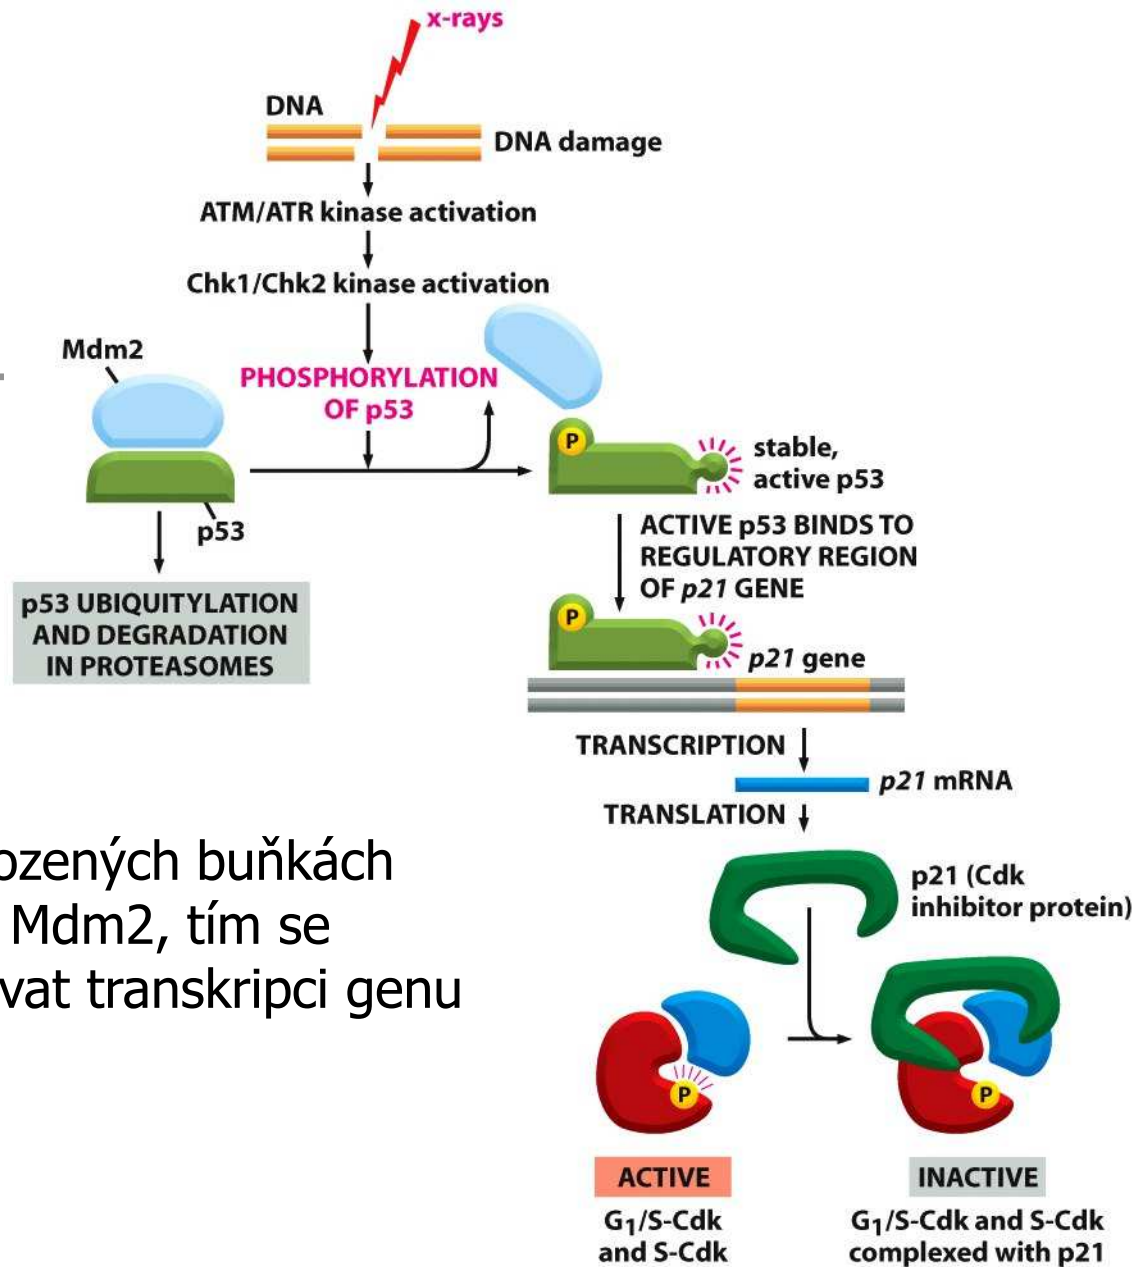 x-rays
DNA
DNA damage
ATM/ATR kinase activation
Chk1/Chk2 kinase activation
Mdm2
PHOSPHORYLATION
OF p53
P
stable,
active p53
p53
ACTIVE p53 BINDS TO
REGULATORY REGION
OF p21 GENE
p53 UBIQUITYLATION
AND DEGRADATION
IN PROTEASOMES
P
p21 gene
TRANSCRIPTION
p21 mRNA
TRANSLATION
buňkách
Mdm2, tím se
transkripci genu
p21 (Cdk
inhibitor protein)
P
P
ACTIVE
G1/S-Cdk
and S-Cdk
INACTIVE
G1/S-Cdk and S-Cdk
complexed with p21